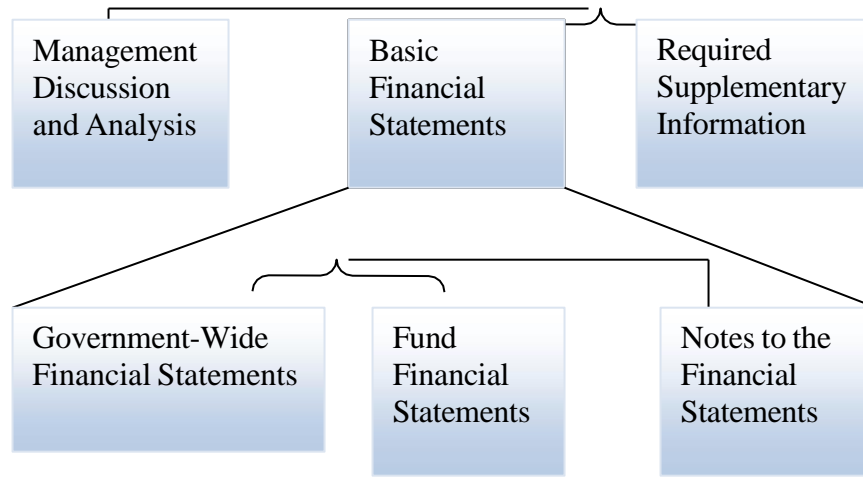 Management
Discussion
and Analysis
Basic
Financial
Statements
Required
Supplementary
Information
Government-Wide
Financial Statements
Fund
Financial
Statements
Notes to the
Financial
Statements